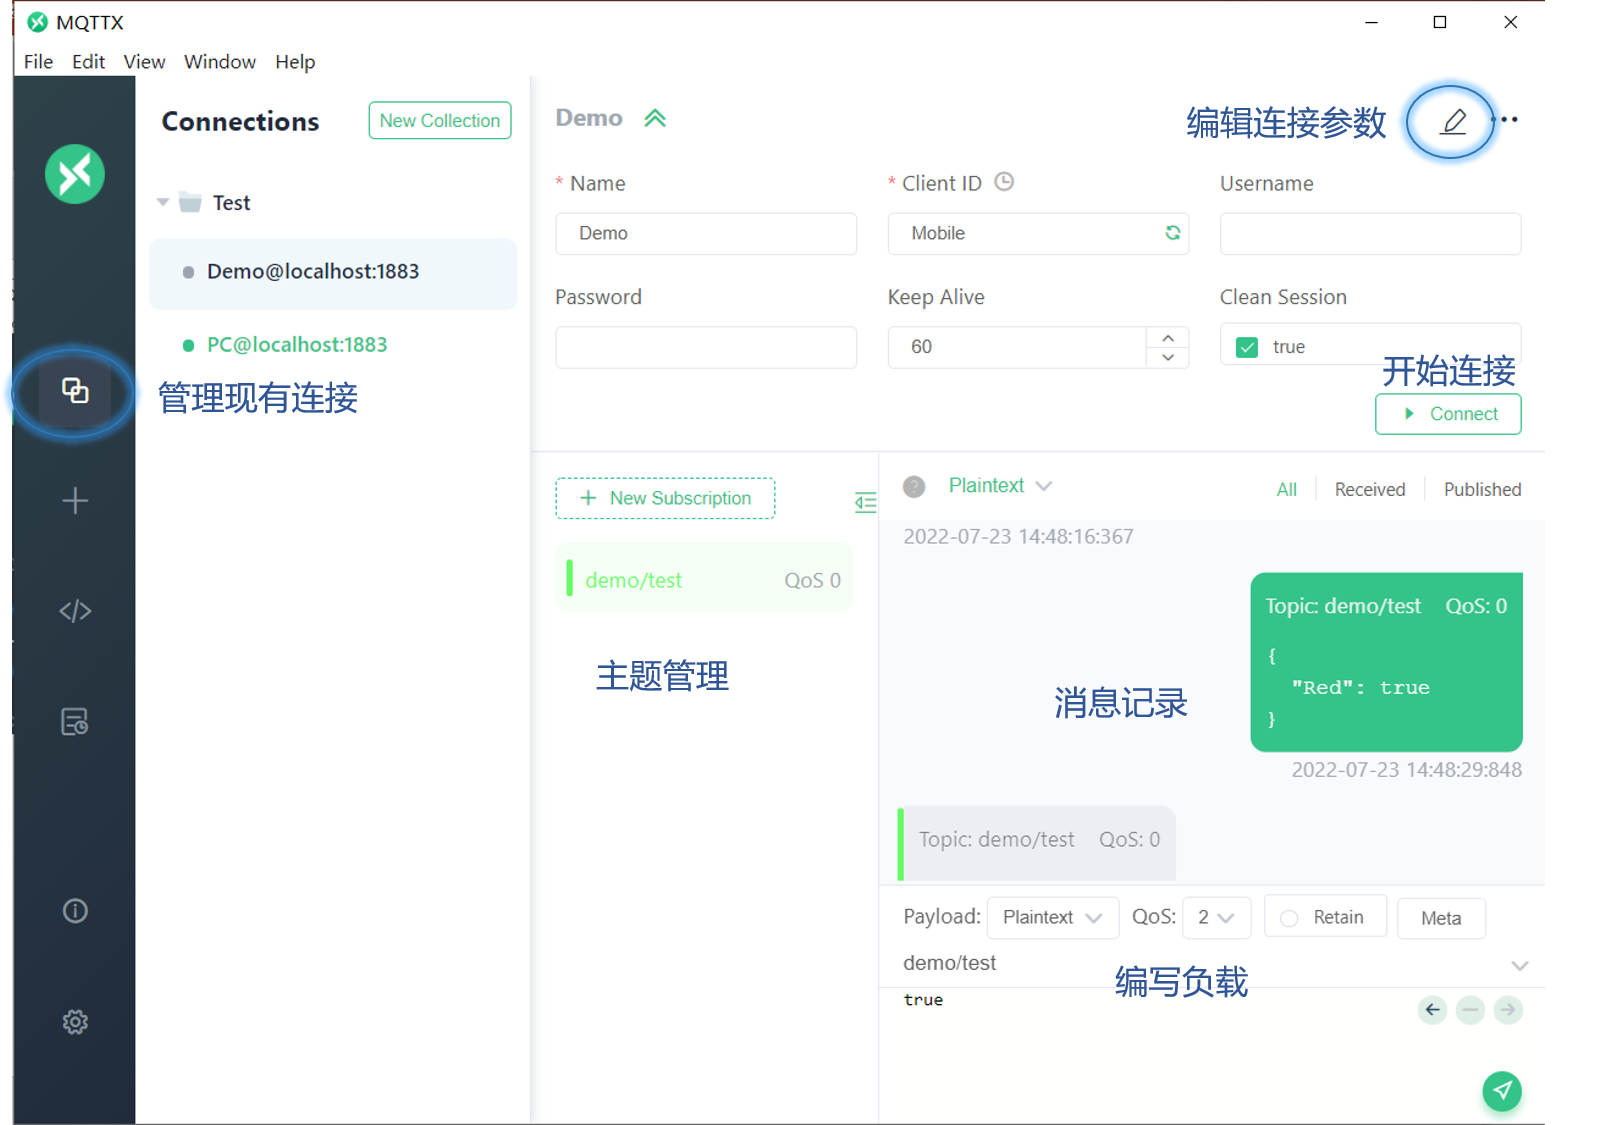 MQTTX
File Edit View Window Help
Connections
New Collection
Test
Demo@localhost:1883
PC@localhost:1883
管理现有连接
Demo
编辑连接参数
* Name
* Client ID
Username
Demo
Mobile
Password
Keep Alive
Clean Session
60
true
开始连接
Connect
+ New Subscription
demo/test QoS 0
主题管理
Plaintext
All Received Published
2022-07-23 14:48:16:367
Topic: demo/test QoS: 0
{
"Red": true
}
2022-07-23 14:48:29:848
消息记录
Topic: demo/test QoS: 0
Payload: Plaintext QoS: 2 Retain Meta
demo/test
编写负载
true